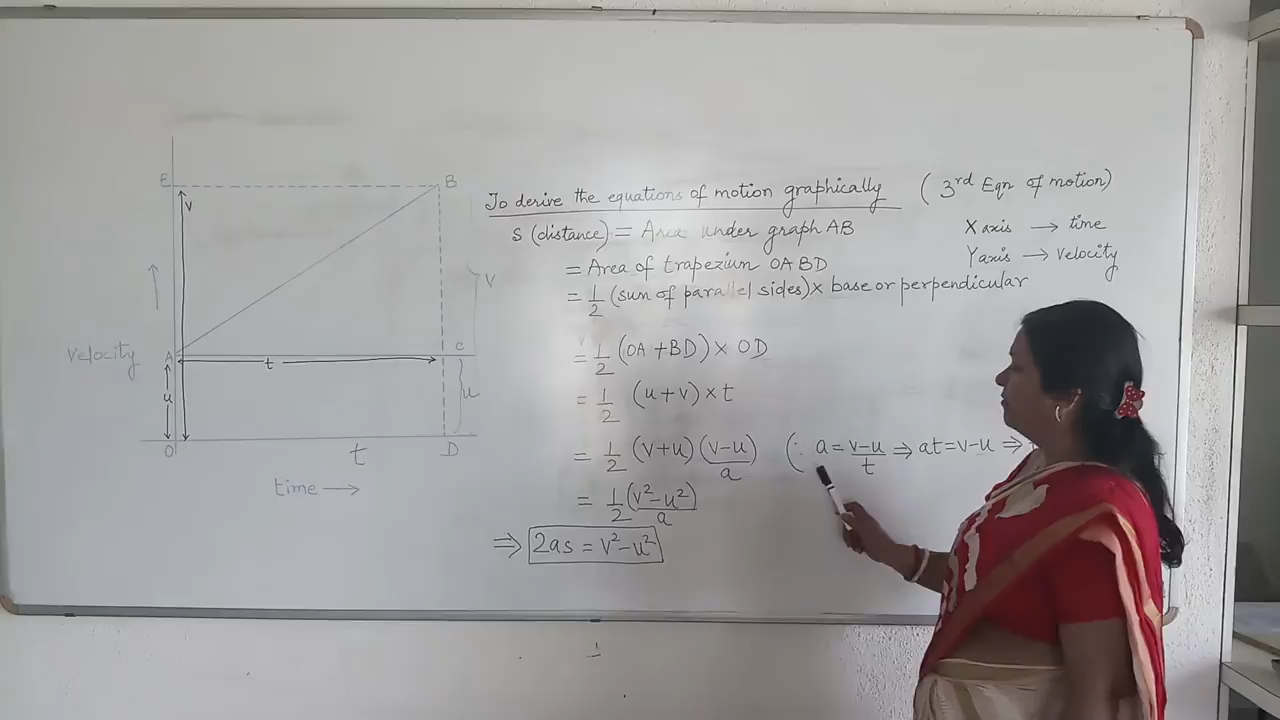 E
B
V
V
velocity
A
C
t
u
u
O
t
D
time →
To derive the equations of motion graphically (3rd Eqn of motion)
S (distance) = Area under graph AB
X axis → time
= Area of trapezium OABD
Y axis → velocity
= 1/2 (sum of parallel sides) x base or perpendicular
= 1/2 (OA + BD) × OD
= 1/2 (u + v) × t
= 1/2 (v+u) (v-u)/a (∵ a = v-u/t ⇒ at = v-u ⇒
= 1/2 (v² - u²)/a
⇒ 2as = v² - u²